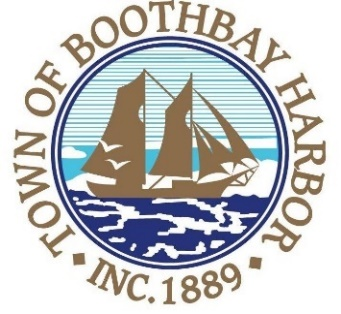 TOWN OF BOOTHBAY HARBOR
INC. 1889